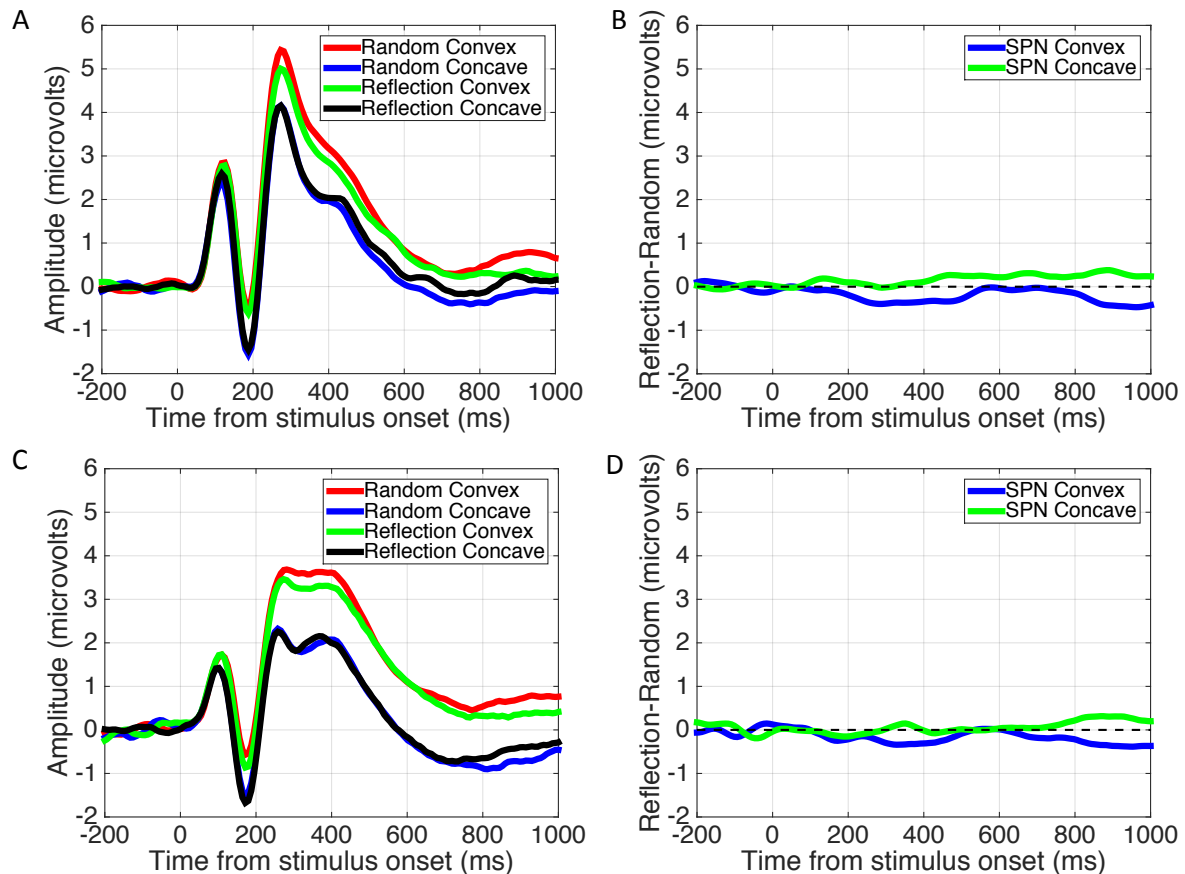 A
Amplitude (microvolts)
6
5
4
3
2
1
0
-1
-2
Random Convex
Random Concave
Reflection Convex
Reflection Concave
-200 0 200 400 600 800 1000
Time from stimulus onset (ms)
B
Reflection-Random (microvolts)
6
5
4
3
2
1
0
-1
-2
SPN Convex
SPN Concave
-200 0 200 400 600 800 1000
Time from stimulus onset (ms)
C
Amplitude (microvolts)
6
5
4
3
2
1
0
-1
-2
Random Convex
Random Concave
Reflection Convex
Reflection Concave
-200 0 200 400 600 800 1000
Time from stimulus onset (ms)
D
Reflection-Random (microvolts)
6
5
4
3
2
1
0
-1
-2
SPN Convex
SPN Concave
-200 0 200 400 600 800 1000
Time from stimulus onset (ms)